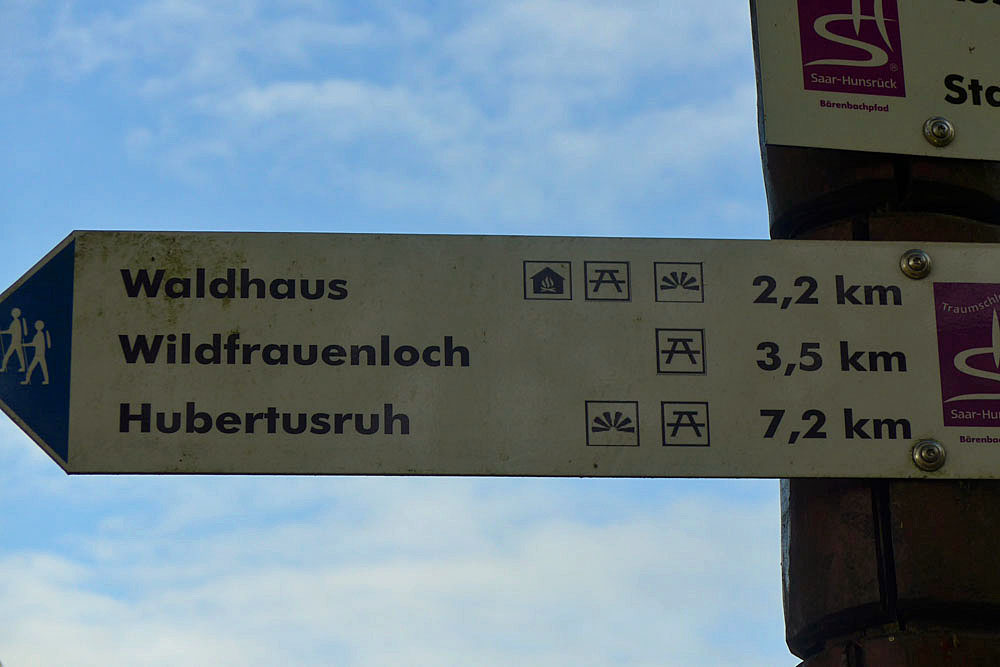 Saar-Hunsrück
Bärenbachpfad
Waldhaus 2,2 km
Wildfrauenloch 3,5 km
Hubertusruh 7,2 km